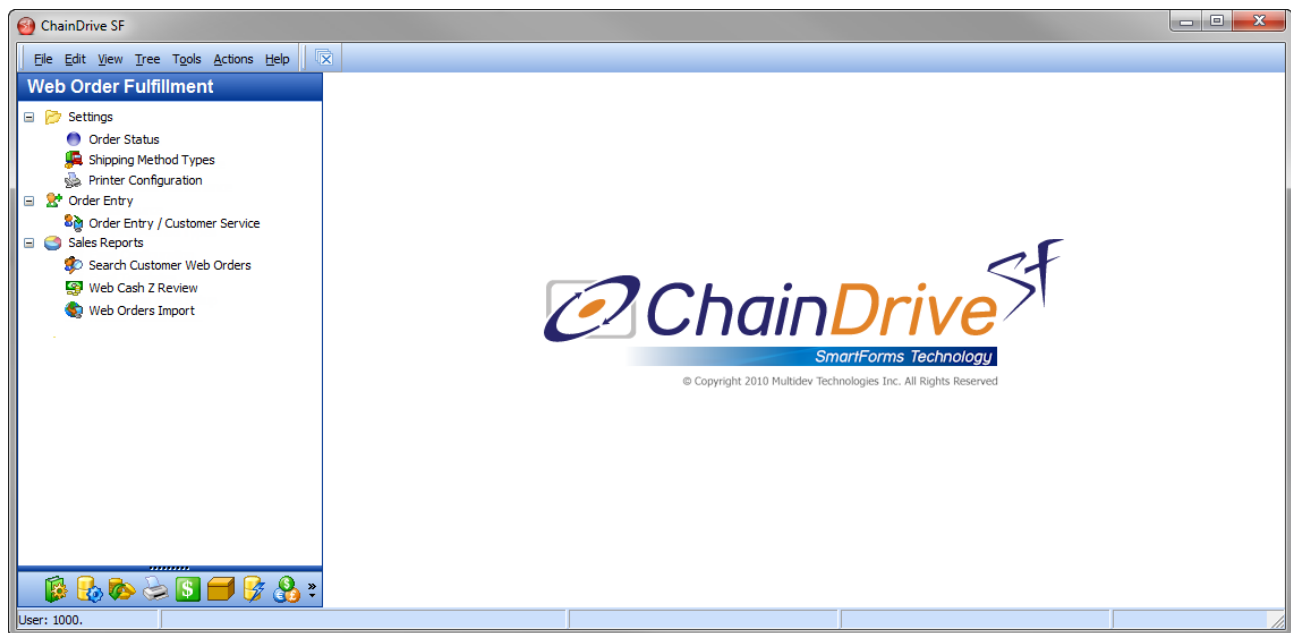 ChainDrive SF
File Edit View Tree Tools Actions Help
Web Order Fulfillment
Settings
Order Status
Shipping Method Types
Printer Configuration
Order Entry
Order Entry / Customer Service
Sales Reports
Search Customer Web Orders
Web Cash Z Review
Web Orders Import
ChainDrive SF
SmartForms Technology
© Copyright 2010 Multidev Technologies Inc. All Rights Reserved
User: 1000.